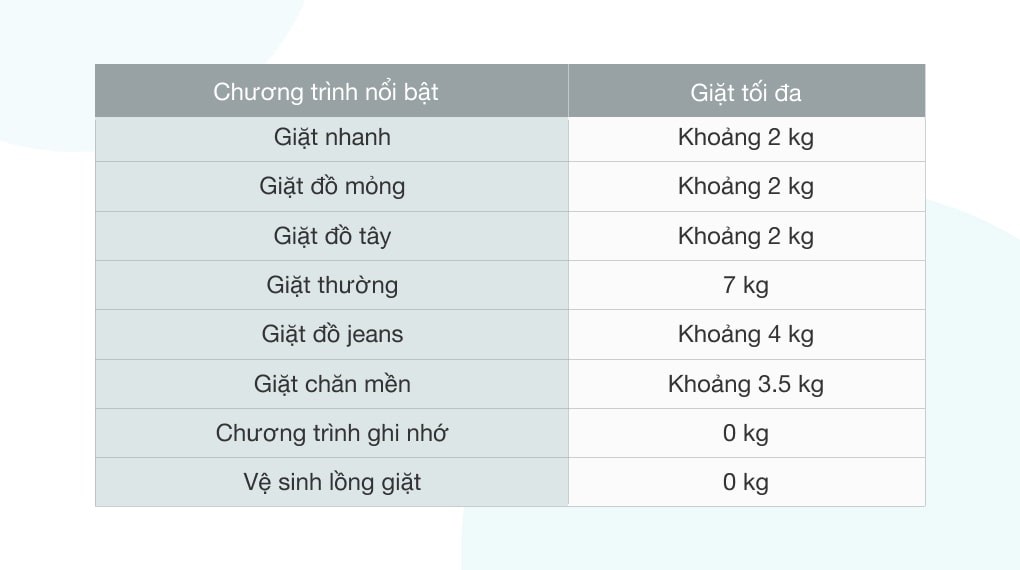 Chương trình nổi bật Giặt tối đa
Giặt nhanh Khoảng 2 kg
Giặt đồ mỏng Khoảng 2 kg
Giặt đồ tây Khoảng 2 kg
Giặt thường 7 kg
Giặt đồ jeans Khoảng 4 kg
Giặt chăn mền Khoảng 3.5 kg
Chương trình ghi nhớ 0 kg
Vệ sinh lồng giặt 0 kg